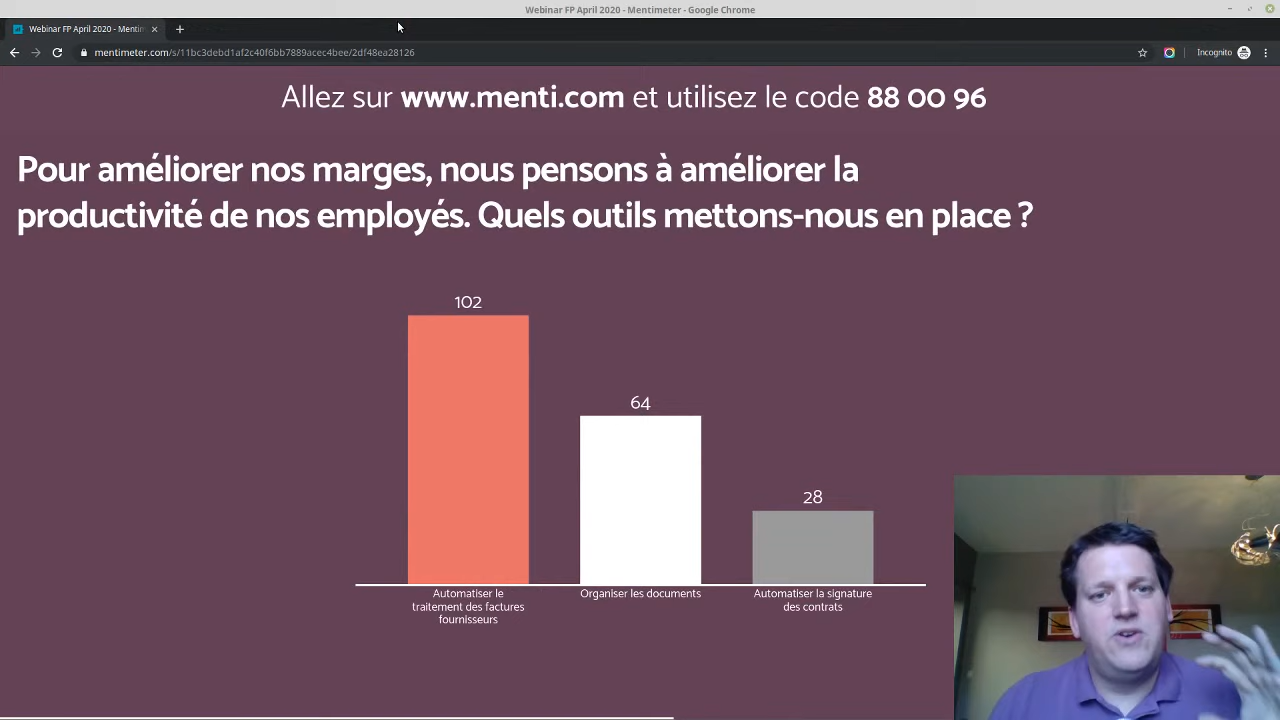 Webinar FP April 2020 - Mentimeter - Google Chrome
Webinar FP April 2020 - Mentim
mentimeter.com/s/11bc3debd1af2c40f6bb7889acec4bee/2df48ea28126
Incognito
Allez sur www.menti.com et utilisez le code 88 00 96
Pour améliorer nos marges, nous pensons à améliorer la
productivité de nos employés. Quels outils mettons-nous en place ?
102
64
28
Automatiser le
traitement des factures
fournisseurs
Organiser les documents
Automatiser la signature
des contrats